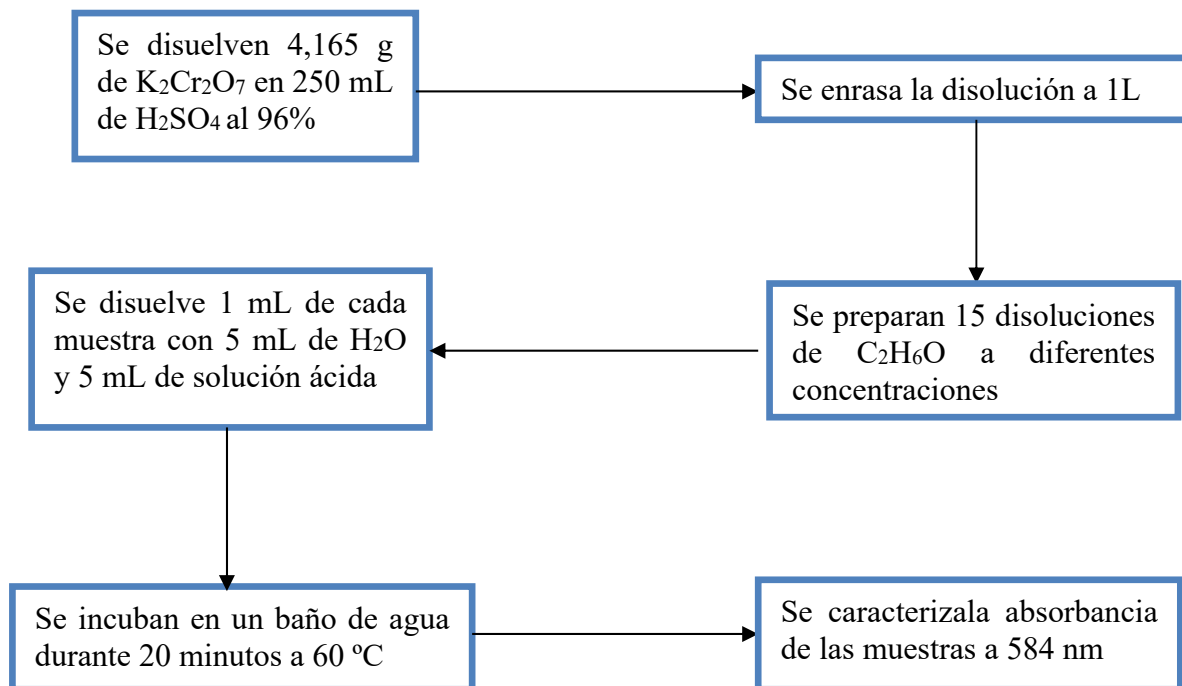 Se disuelven 4,165 g
de K₂Cr₂O₇ en 250 mL
de H₂SO₄ al 96%
Se enrasa la disolución a 1L
Se preparan 15 disoluciones
de C₂H₆O a diferentes
concentraciones
Se disuelve 1 mL de cada
muestra con 5 mL de H₂O
y 5 mL de solución ácida
Se incuban en un baño de agua
durante 20 minutos a 60 ºC
Se caracterizala absorbancia
de las muestras a 584 nm